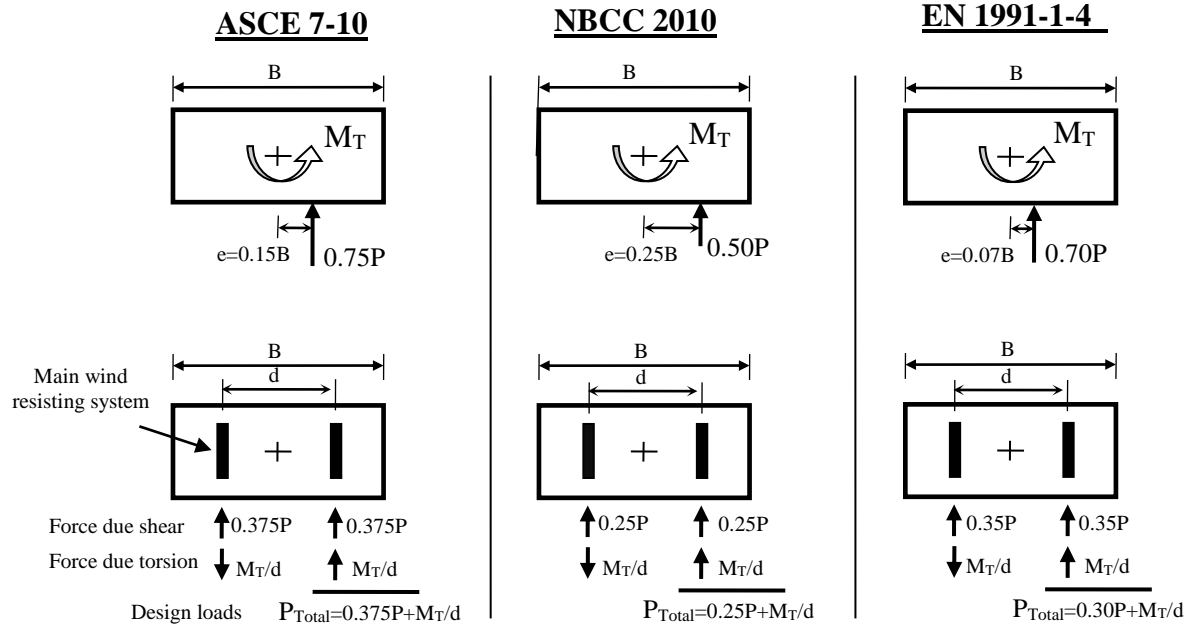 ASCE 7-10
NBCC 2010
EN 1991-1-4
B
B
B
MT
MT
MT
e=0.15B
0.75P
e=0.25B
0.50P
e=0.07B
0.70P
B
B
B
d
d
d
Main wind
resisting system
Force due shear
0.375P
0.375P
0.25P
0.25P
0.35P
0.35P
Force due torsion
MT/d
MT/d
MT/d
MT/d
MT/d
MT/d
Design loads
PTotal=0.375P+MT/d
PTotal=0.25P+MT/d
PTotal=0.30P+MT/d